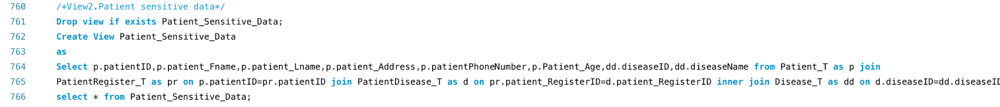 760 /*View2.Patient sensitive data*/
761 Drop view if exists Patient_Sensitive_Data;
762 Create View Patient_Sensitive_Data
763 as
764 Select p.patientID,p.patient_Fname,p.patient_Lname,p.patient_Address,p.patientPhoneNumber,p.Patient_Age,dd.diseaseID,dd.diseaseName from Patient_T as p join
765 PatientRegister_T as pr on p.patientID=pr.patientID join PatientDisease_T as d on pr.patient_RegisterID=d.patient_RegisterID inner join Disease_T as dd on d.diseaseID=dd.diseaseID
766 select * from Patient_Sensitive_Data;